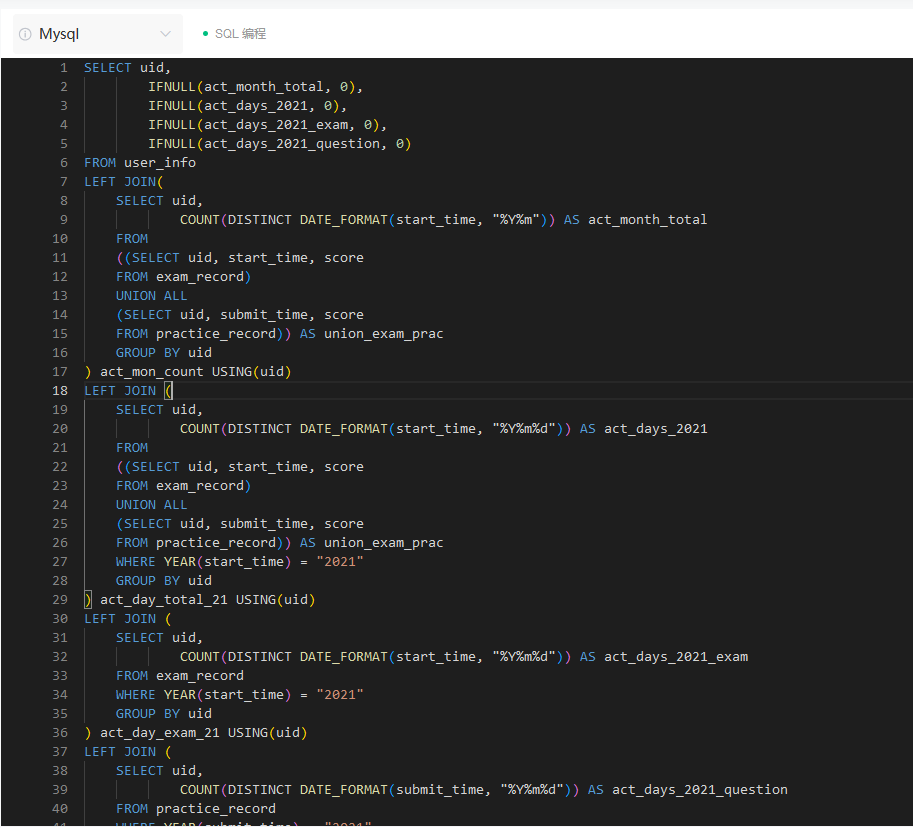 Mysql
SQL 编程
1 SELECT uid,
2 IFNULL(act_month_total, 0),
3 IFNULL(act_days_2021, 0),
4 IFNULL(act_days_2021_exam, 0),
5 IFNULL(act_days_2021_question, 0)
6 FROM user_info
7 LEFT JOIN(
8 SELECT uid,
9 COUNT(DISTINCT DATE_FORMAT(start_time, "%Y%m")) AS act_month_total
10 FROM
11 ((SELECT uid, start_time, score
12 FROM exam_record)
13 UNION ALL
14 (SELECT uid, submit_time, score
15 FROM practice_record)) AS union_exam_prac
16 GROUP BY uid
17 ) act_mon_count USING(uid)
18 LEFT JOIN (
19 SELECT uid,
20 COUNT(DISTINCT DATE_FORMAT(start_time, "%Y%m%d")) AS act_days_2021
21 FROM
22 ((SELECT uid, start_time, score
23 FROM exam_record)
24 UNION ALL
25 (SELECT uid, submit_time, score
26 FROM practice_record)) AS union_exam_prac
27 WHERE YEAR(start_time) = "2021"
28 GROUP BY uid
29 ) act_day_total_21 USING(uid)
30 LEFT JOIN (
31 SELECT uid,
32 COUNT(DISTINCT DATE_FORMAT(start_time, "%Y%m%d")) AS act_days_2021_exam
33 FROM exam_record
34 WHERE YEAR(start_time) = "2021"
35 GROUP BY uid
36 ) act_day_exam_21 USING(uid)
37 LEFT JOIN (
38 SELECT uid,
39 COUNT(DISTINCT DATE_FORMAT(submit_time, "%Y%m%d")) AS act_days_2021_question
40 FROM practice_record
41 WHERE YEAR(submit_time) = "2021"